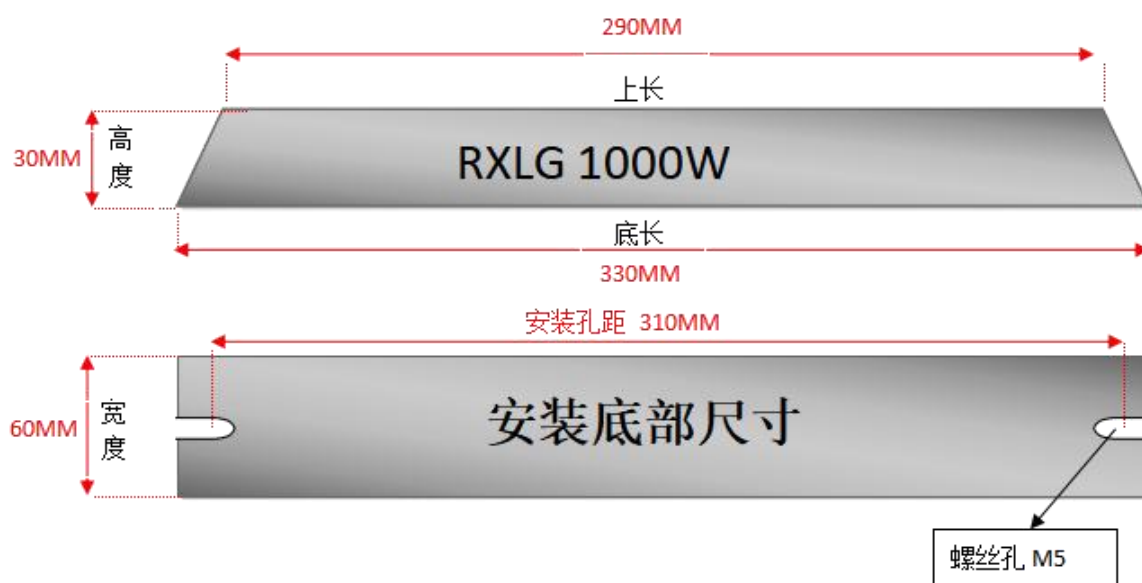 290MM
上长
高度
30MM
RXLG 1000W
底长
330MM
安装孔距 310MM
宽度
60MM
安装底部尺寸
螺丝孔 M5